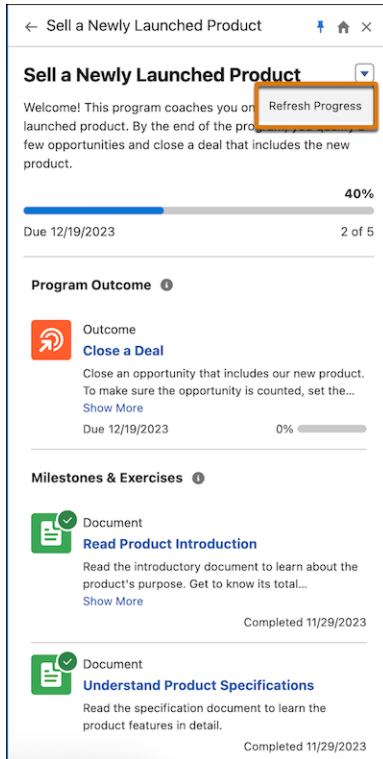 Sell a Newly Launched Product
Sell a Newly Launched Product
Refresh Progress
Welcome! This program coaches you on
launched product. By the end of the program, you qualify a
few opportunities and close a deal that includes the new
product.
40%
Due 12/19/2023
2 of 5
Program Outcome
Outcome
Close a Deal
Close an opportunity that includes our new product.
To make sure the opportunity is counted, set the...
Show More
Due 12/19/2023
0%
Milestones & Exercises
Document
Read Product Introduction
Read the introductory document to learn about the
product's purpose. Get to know its total...
Show More
Completed 11/29/2023
Document
Understand Product Specifications
Read the specification document to learn the
product features in detail.
Completed 11/29/2023